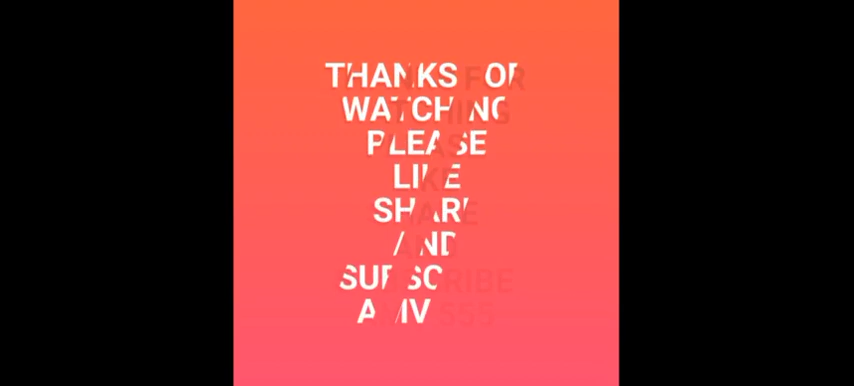 THANKS FOR
WATCHING
PLEASE
LIKE
SHARE
AND
SUBSCRIBE